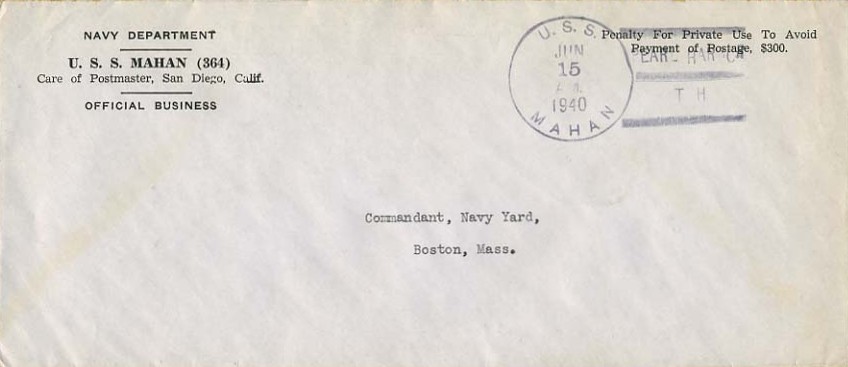 NAVY DEPARTMENT
U. S. S. MAHAN (364)
Care of Postmaster, San Diego, Calif.
OFFICIAL BUSINESS
U. S. S.
JUN
15
A.M.
1940
MAHAN
Penalty For Private Use To Avoid
Payment of Postage, $300.
T H
Commandant, Navy Yard,
Boston, Mass.